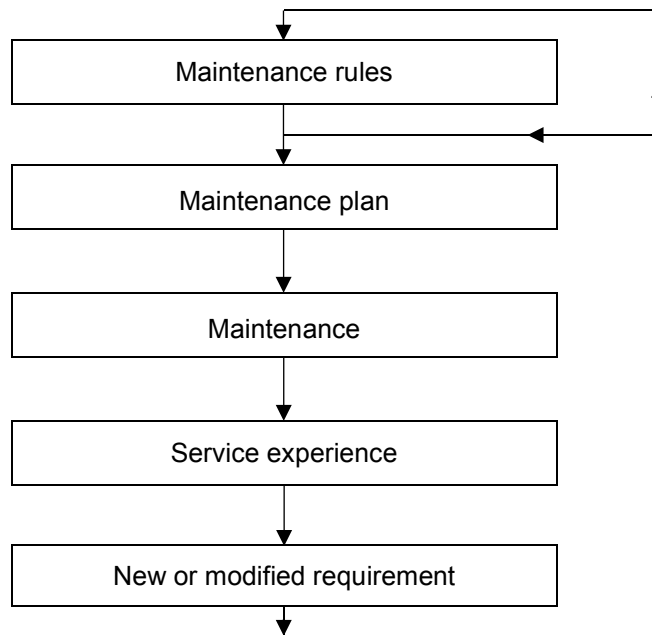 Maintenance rules
Maintenance plan
Maintenance
Service experience
New or modified requirement